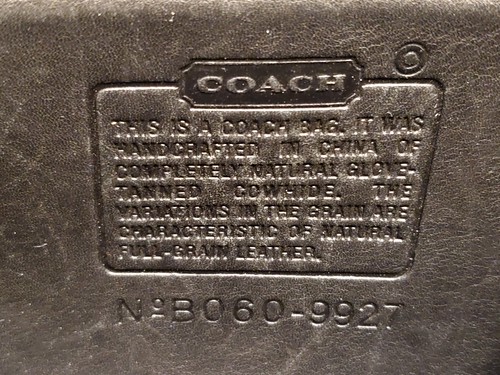 COACH
©
THIS IS A COACH BAG. IT WAS
HANDCRAFTED IN CHINA OF
COMPLETELY NATURAL GLOVE-
TANNED COWHIDE. THE
VARIATIONS IN THE GRAIN ARE
CHARACTERISTIC OF NATURAL
FULL-GRAIN LEATHER.
Nº B060-9927